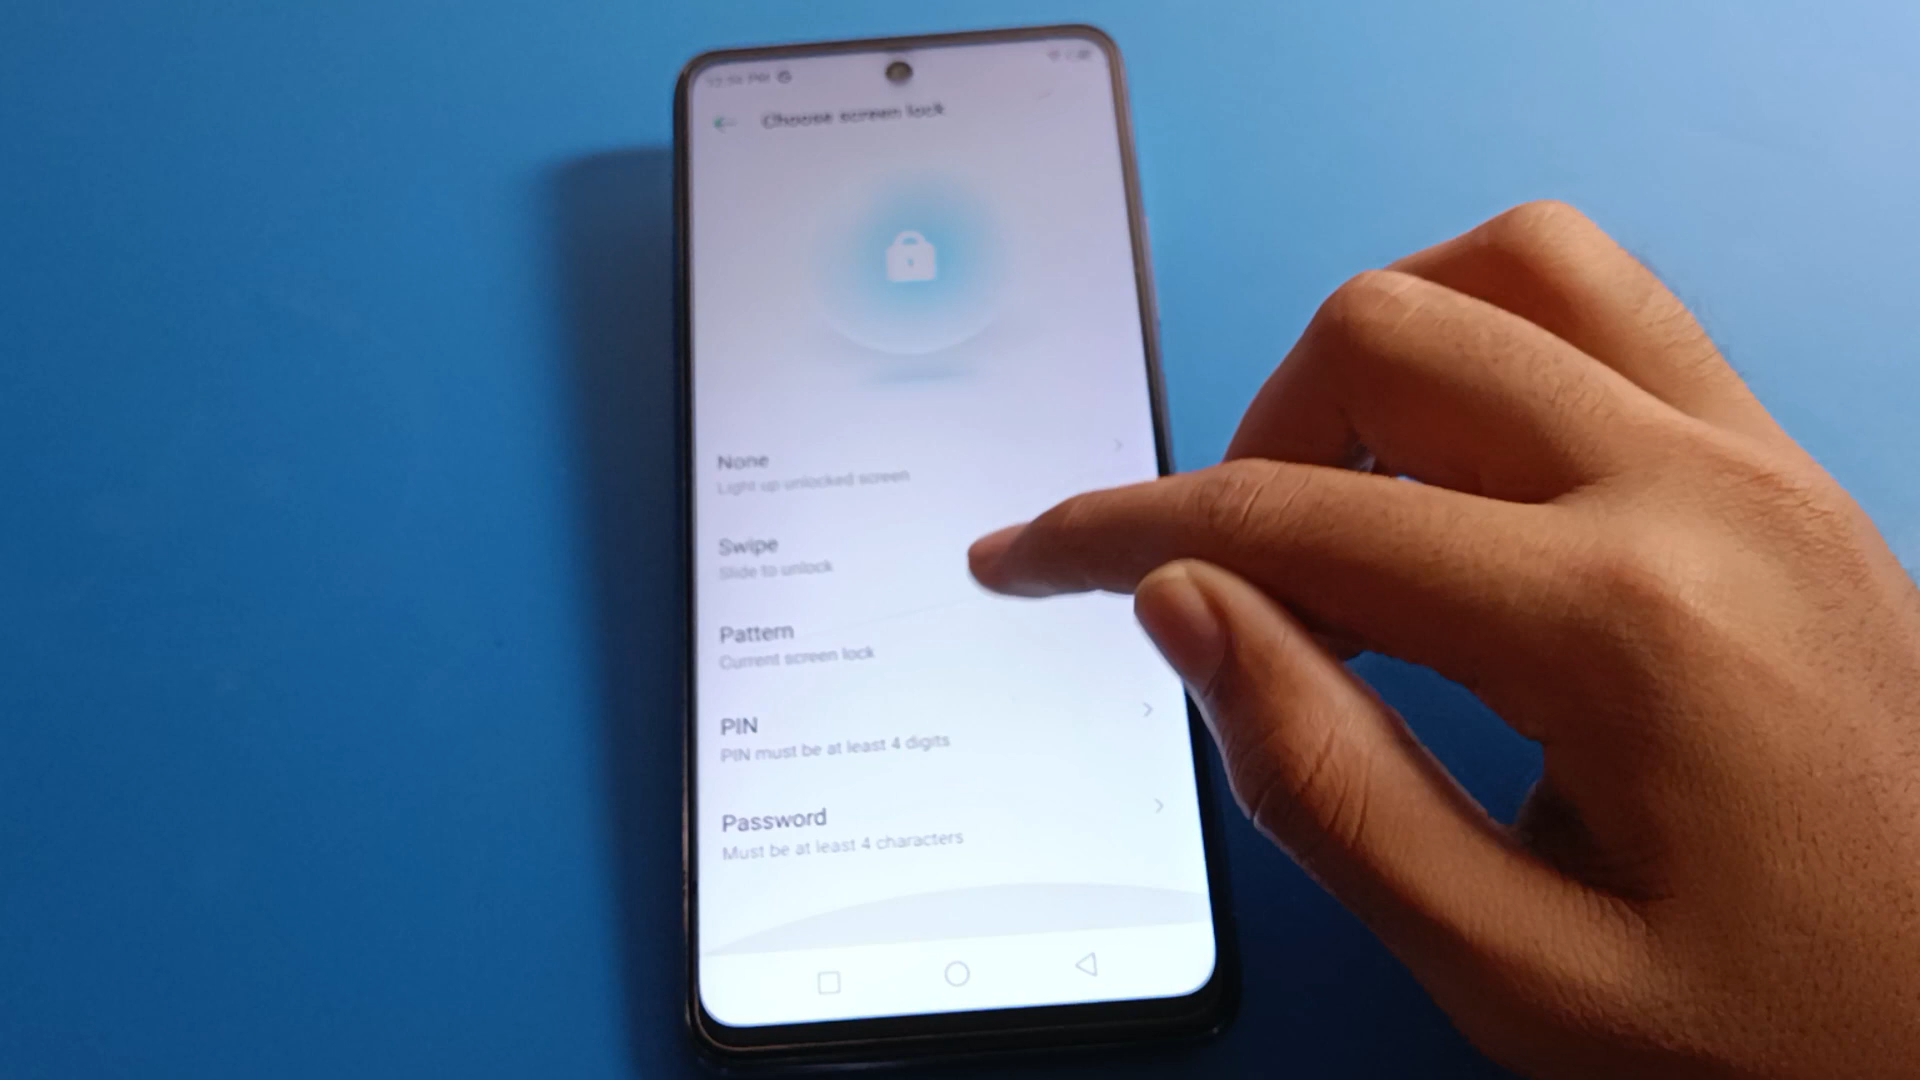 PM
Choose screen lock
None
Light up unlocked screen
Swipe
Slide to unlock
Pattern
Current screen lock
PIN
PIN must be at least 4 digits
Password
Must be at least 4 characters